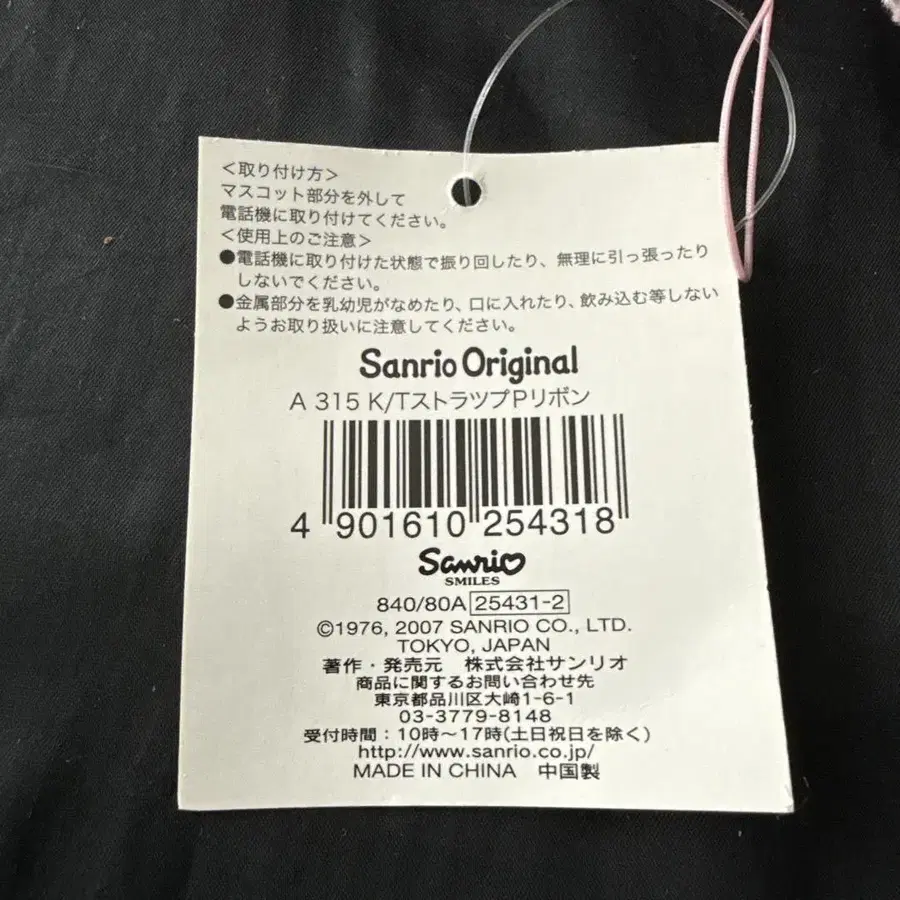 ＜取り付け方＞
マスコット部分を外して
電話機に取り付けてください。
＜使用上のご注意＞
●電話機に取り付けた状態で振り回したり、無理に引っ張ったり
しないでください。
●金属部分を乳幼児がなめたり、口に入れたり、飲み込む等しない
ようお取り扱いに注意してください。
Sanrio Original
A 315 K/TストラップPリボン
4 901610 254318
Sanrio
SMILES
840/80A 25431-2
©1976, 2007 SANRIO CO., LTD.
TOKYO, JAPAN
著作・発売元 株式会社サンリオ
商品に関するお問い合わせ先
東京都品川区大崎1-6-1
03-3779-8148
受付時間：10時～17時(土日祝日を除く)
http://www.sanrio.co.jp/
MADE IN CHINA 中国製